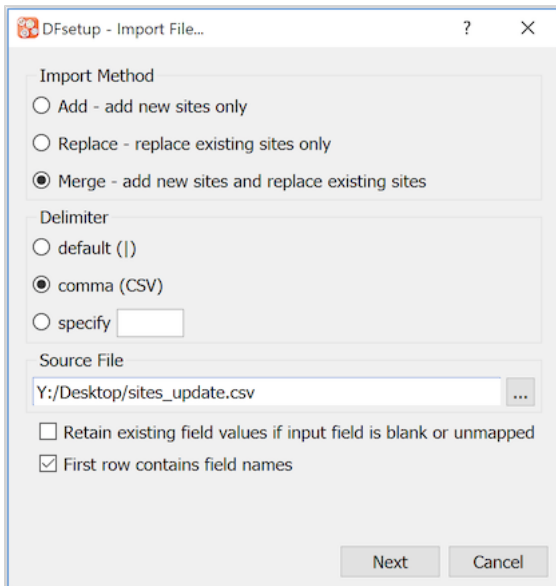 DFsetup - Import File...
?
Import Method
Add - add new sites only
Replace - replace existing sites only
Merge - add new sites and replace existing sites
Delimiter
default (|)
comma (CSV)
specify
Source File
Y:/Desktop/sites_update.csv
...
Retain existing field values if input field is blank or unmapped
First row contains field names
Next Cancel